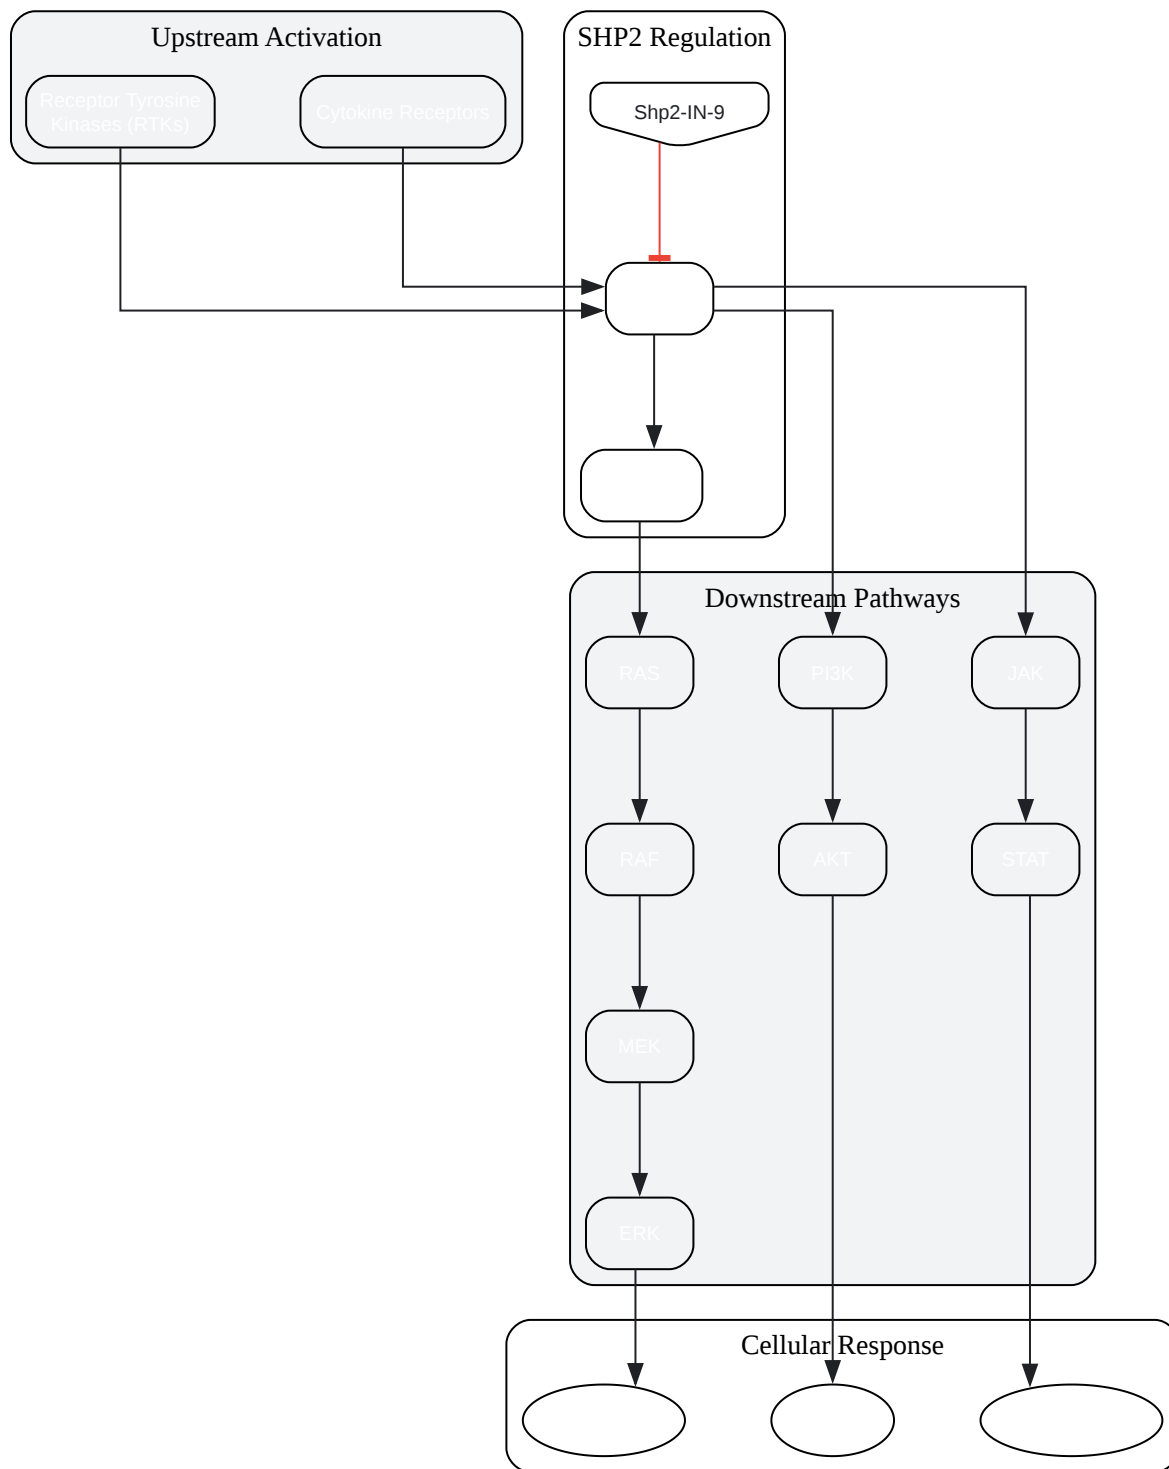 Upstream Activation
SHP2 Regulation
Receptor Tyrosine
Kinases (RTKs)
Cytokine Receptors
Shp2-IN-9
Downstream Pathways
RAS
PI3K
JAK
RAF
AKT
STAT
MEK
ERK
Cellular Response